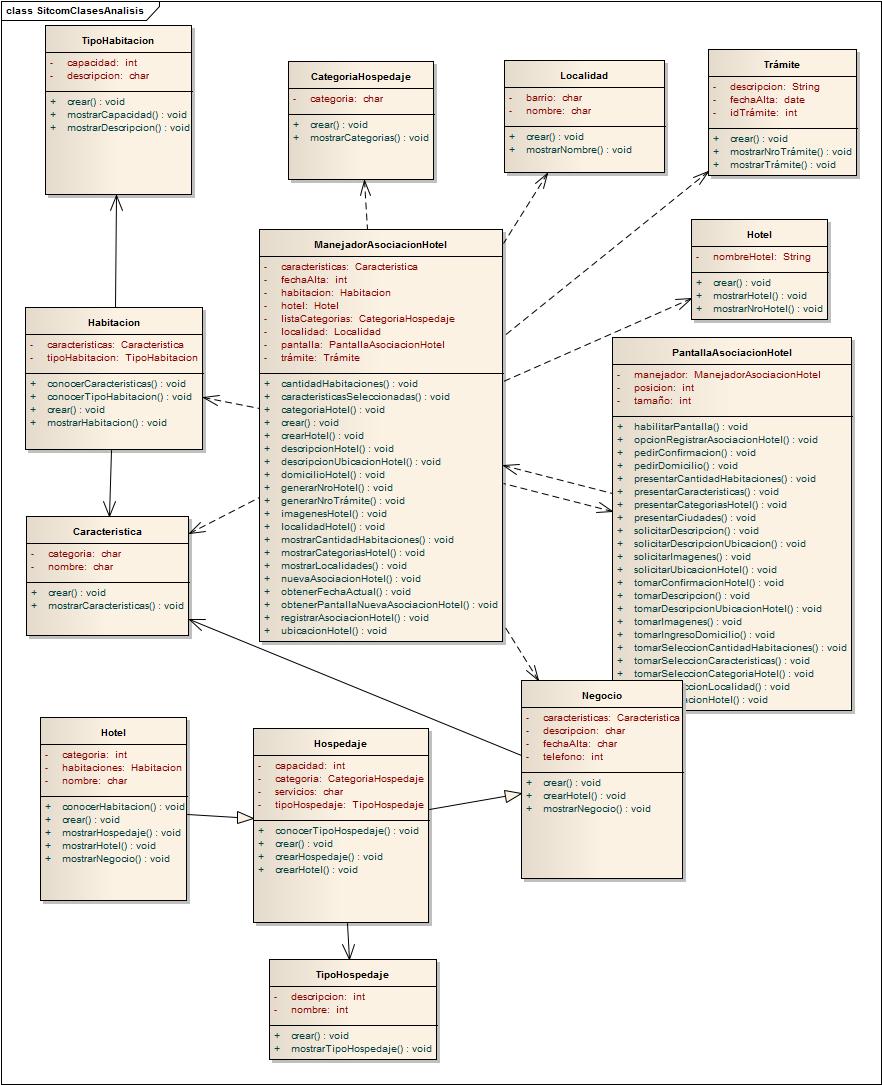 class SitcomClasesAnalisis
TipoHabitacion
- capacidad: int
- descripcion: char
+ crear() : void
+ mostrarCapacidad() : void
+ mostrarDescripcion() : void
CategoriaHospedaje
- categoria: char
+ crear() : void
+ mostrarCategorias() : void
Localidad
- barrio: char
- nombre: char
+ crear() : void
+ mostrarNombre() : void
Trámite
- descripcion: String
- fechaAlta: date
- idTrámite: int
+ crear() : void
+ mostrarNroTrámite() : void
+ mostrarTrámite() : void
ManejadorAsociacionHotel
- caracteristicas: Caracteristica
- fechaAlta: int
- habitacion: Habitacion
- hotel: Hotel
- listaCategorias: CategoriaHospedaje
- localidad: Localidad
- pantalla: PantallaAsociacionHotel
- trámite: Trámite
+ cantidadHabitaciones() : void
+ caracteristicasSeleccionadas() : void
+ categoriaHotel() : void
+ crear() : void
+ crearHotel() : void
+ descripcionHotel() : void
+ descripcionUbicacionHotel() : void
+ domicilioHotel() : void
+ generarNroHotel() : void
+ generarNroTrámite() : void
+ imagenesHotel() : void
+ localidadHotel() : void
+ mostrarCantidadHabitaciones() : void
+ mostrarCategoriasHotel() : void
+ mostrarLocalidades() : void
+ nuevaAsociacionHotel() : void
+ obtenerFechaActual() : void
+ obtenerPantallaNuevaAsociacionHotel() : void
+ registrarAsociacionHotel() : void
+ ubicacionHotel() : void
Hotel
- nombreHotel: String
+ crear() : void
+ mostrarHotel() : void
+ mostrarNroHotel() : void
Habitacion
- caracteristicas: Caracteristica
- tipoHabitacion: TipoHabitacion
+ conocerCaracteristicas() : void
+ conocerTipoHabitacion() : void
+ crear() : void
+ mostrarHabitacion() : void
PantallaAsociacionHotel
- manejador: ManejadorAsociacionHotel
- posicion: int
- tamaño: int
+ habilitarPantalla() : void
+ opcionRegistrarAsociacionHotel() : void
+ pedirConfirmacion() : void
+ pedirDomicilio() : void
+ presentarCantidadHabitaciones() : void
+ presentarCaracteristicas() : void
+ presentarCategoriasHotel() : void
+ presentarCiudades() : void
+ solicitarDescripcion() : void
+ solicitarDescripcionUbicacion() : void
+ solicitarImagenes() : void
+ solicitarUbicacionHotel() : void
+ tomarConfirmacionHotel() : void
+ tomarDescripcion() : void
+ tomarDescripcionUbicacionHotel() : void
+ tomarImagenes() : void
+ tomarIngresoDomicilio() : void
+ tomarSeleccionCantidadHabitaciones() : void
+ tomarSeleccionCaracteristicas() : void
+ tomarSeleccionCategoriaHotel() : void
ccionLocalidad() : void
acionHotel() : void
Caracteristica
- categoria: char
- nombre: char
+ crear() : void
+ mostrarCaracteristicas() : void
Negocio
- caracteristicas: Caracteristica
- descripcion: char
- fechaAlta: char
- telefono: int
+ crear() : void
+ crearHotel() : void
+ mostrarNegocio() : void
Hotel
- categoria: int
- habitaciones: Habitacion
- nombre: char
+ conocerHabitacion() : void
+ crear() : void
+ mostrarHospedaje() : void
+ mostrarHotel() : void
+ mostrarNegocio() : void
Hospedaje
- capacidad: int
- categoria: CategoriaHospedaje
- servicios: char
- tipoHospedaje: TipoHospedaje
+ conocerTipoHospedaje() : void
+ crear() : void
+ crearHospedaje() : void
+ crearHotel() : void
TipoHospedaje
- descripcion: int
- nombre: int
+ crear() : void
+ mostrarTipoHospedaje() : void